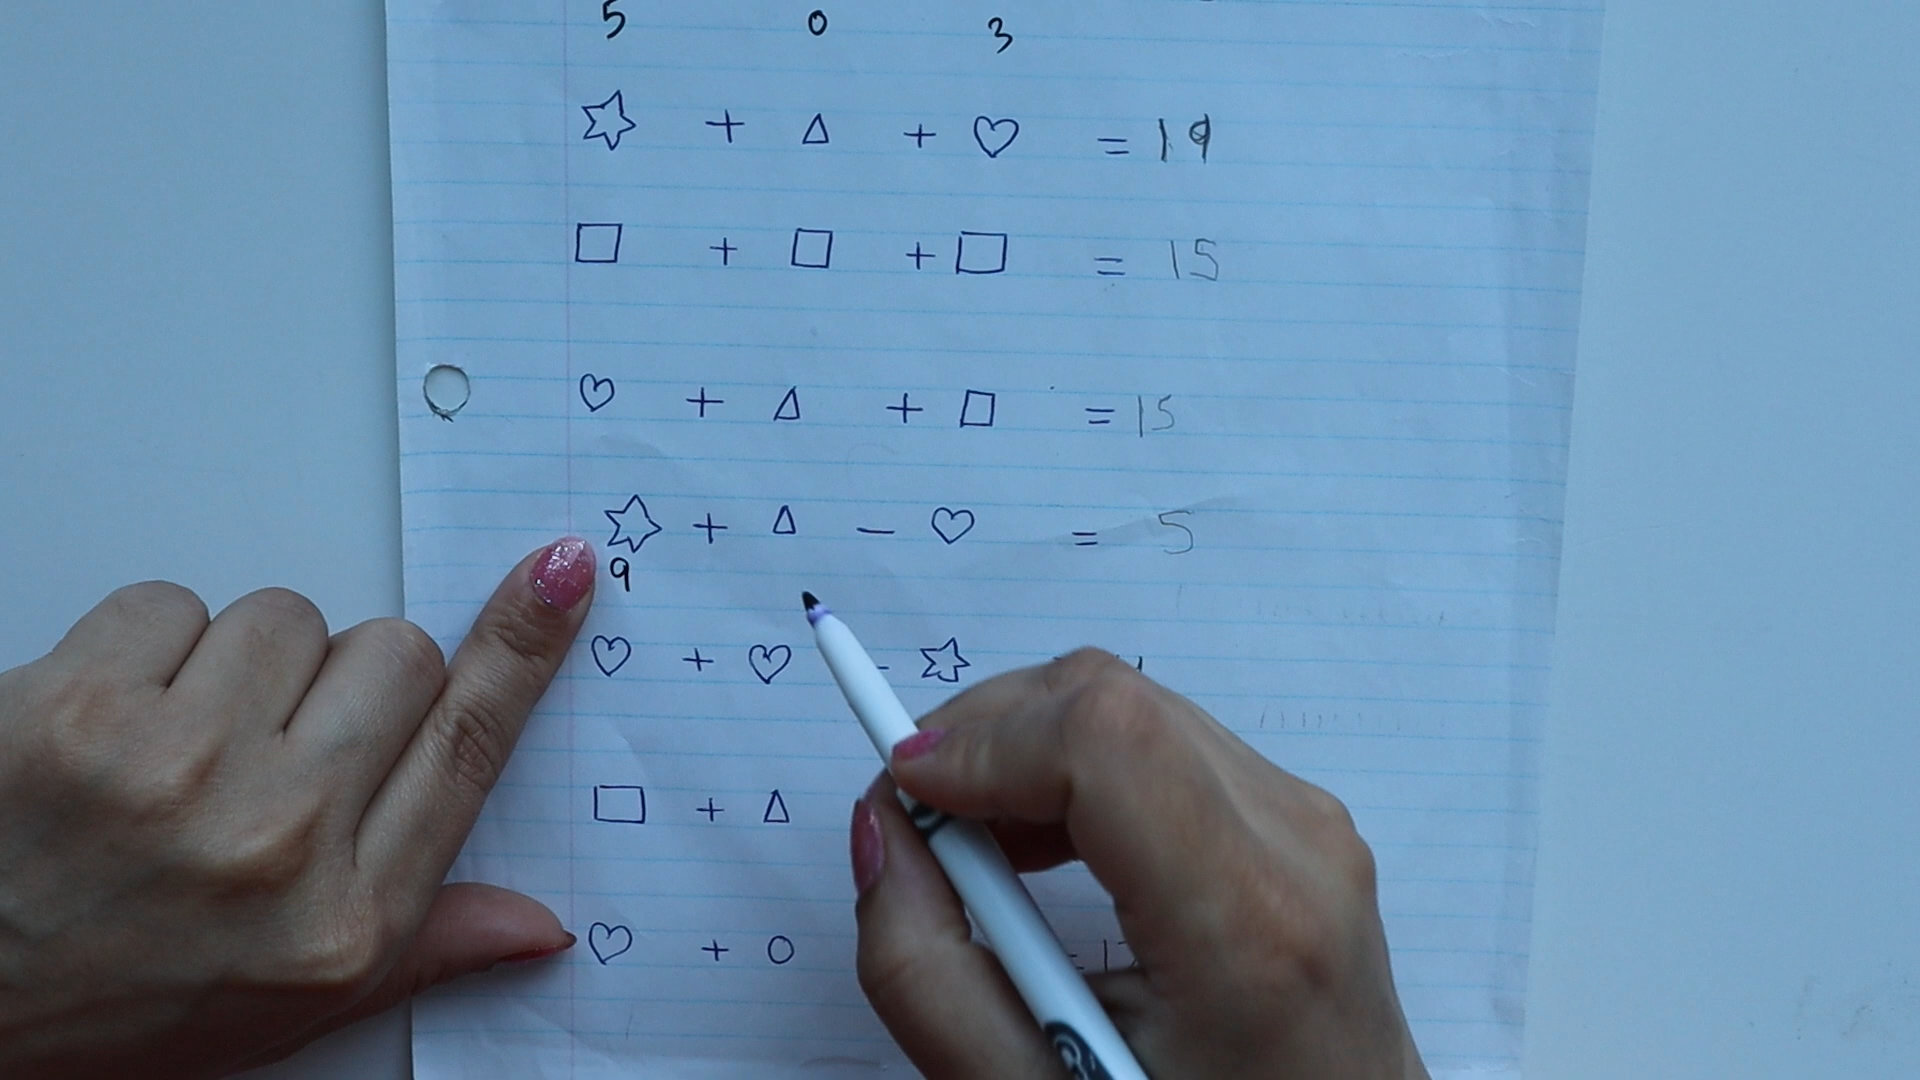 5 0 3
☆ + △ + ♡ = 19
□ + □ + □ = 15
♡ + △ + □ = 15
☆ + △ − ♡ = 5
9
♡ + ♡ - ☆
□ + △
♡ + ○